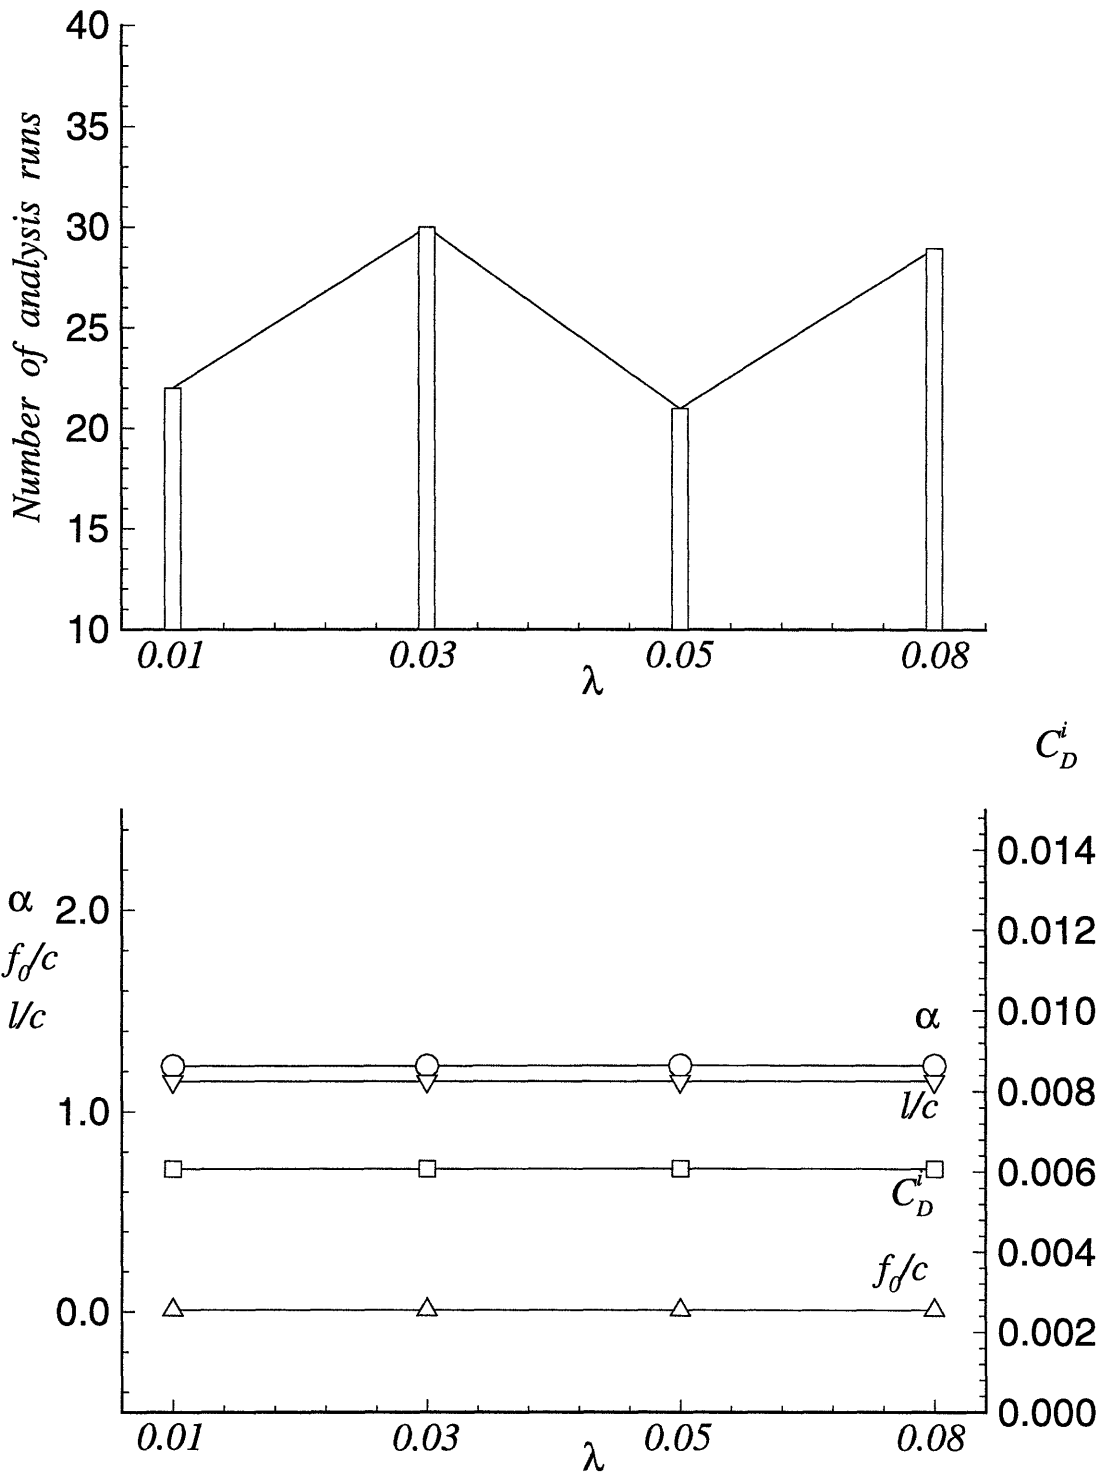 40
35
30
25
20
15
10
Number of analysis runs
0.01 0.03 0.05 0.08
λ
C_D^i
α 2.0
f_0/c
l/c
1.0
0.0
0.014
0.012
0.010
0.008
0.006
0.004
0.002
0.000
α
l/c
C_D^i
f_0/c
0.01 0.03 0.05 0.08
λ